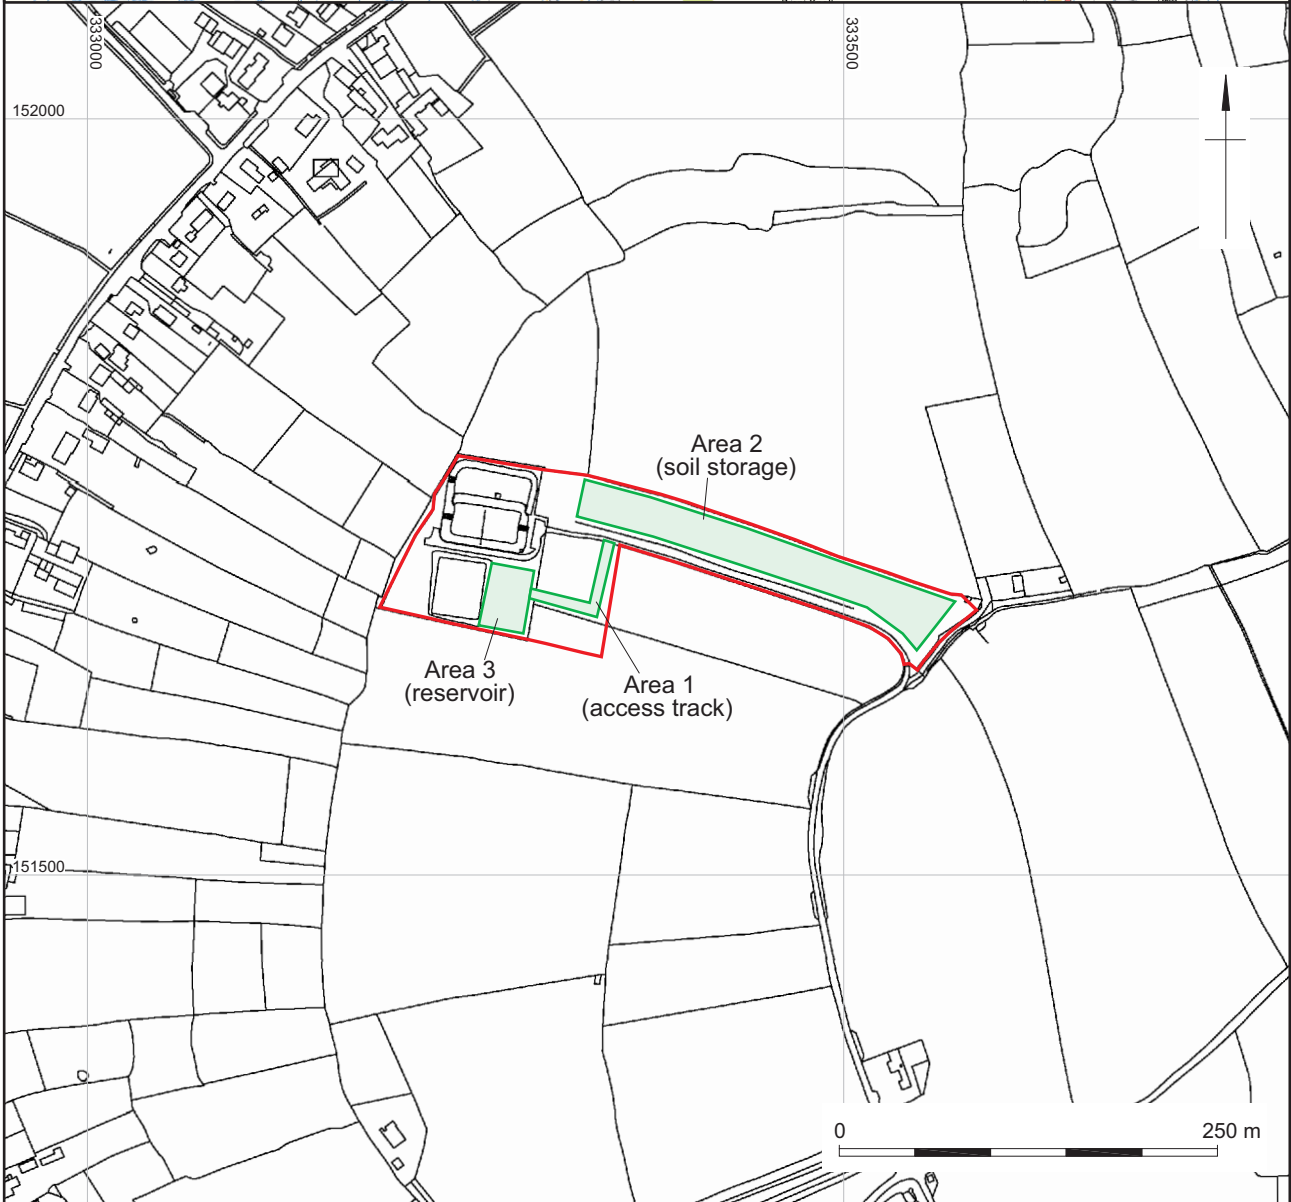 333000
333500
152000
Area 2
(soil storage)
Area 3
(reservoir)
Area 1
(access track)
151500
0 250 m